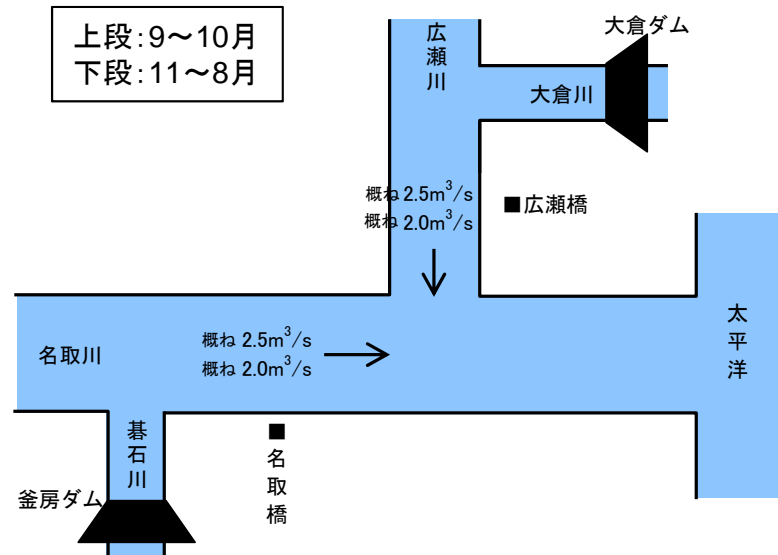 上段:9～10月
下段:11～8月
広瀬川
大倉ダム
大倉川
概ね 2.5m³/s
概ね 2.0m³/s
■広瀬橋
名取川
概ね 2.5m³/s
概ね 2.0m³/s
太平洋
碁石川
■名取橋
釜房ダム